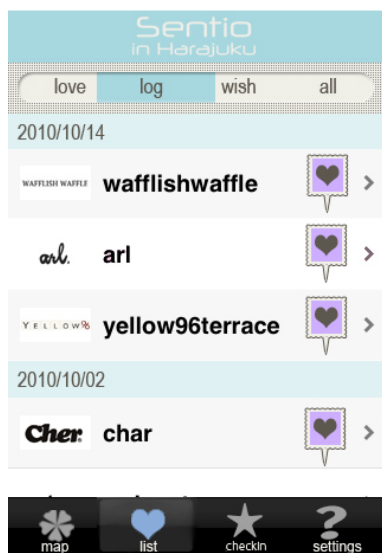 Sentio
in Harajuku
love log wish all
2010/10/14
WAFFLISH WAFFLE wafflishwaffle
arl. arl
YELLOW96 yellow96terrace
2010/10/02
Cher. char
map list checkIn settings